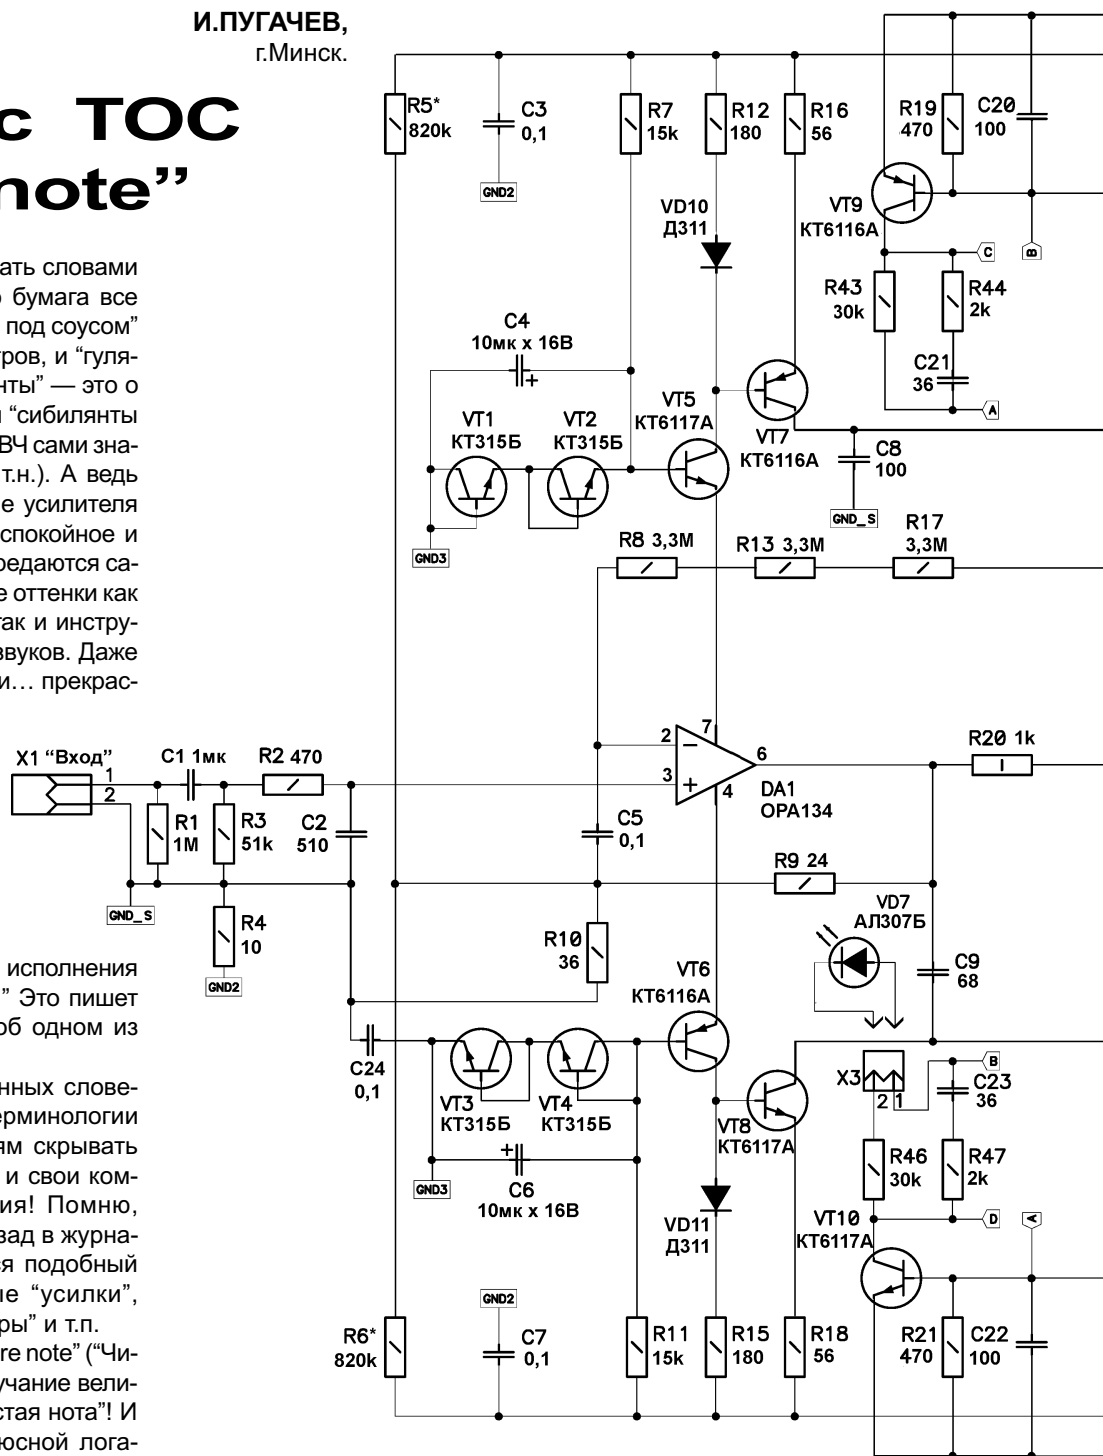 И.ПУГАЧЕВ,
г.Минск.
с ТОС
note”
ать словами
бумага все
под соусом”
тров, и “гуля-
нты” — это о
“сибилянты
ВЧ сами зна-
т.н.). А ведь
е усилителя
спокойное и
редаются са-
е оттенки как
так и инстру-
звуков. Даже
и… прекрас-
исполнения
” Это пишет
об одном из
нных слове-
ерминологии
ям скрывать
и свои ком-
ия! Помню,
зад в журна-
ся подобный
ые “усилки”,
ры” и т.п.
re note” (“Чи-
учание вели-
стая нота”! И
юсной лога-
R5*
820k
C3
0,1
GND2
R7
15k
R12
180
R16
56
R19
470
C20
100
VD10
Д311
VT9
КТ6116А
C
B
R43
30k
R44
2k
C4
10мк x 16В
C21
36
A
VT1
КТ315Б
VT2
КТ315Б
VT5
КТ6117А
VT7
КТ6116А
C8
100
GND_S
GND3
R8 3,3М
R13 3,3М
R17
3,3М
X1 “Вход”
1
2
C1 1мк
R2 470
2
3
7
6
4
DA1
OPA134
R20 1k
R1
1М
R3
51k
C2
510
C5
0,1
R9 24
GND_S
R4
10
GND2
R10
36
VD7
АЛ307Б
C9
68
VT6
КТ6116А
C24
0,1
VT3
КТ315Б
VT4
КТ315Б
VT8
КТ6117А
X3
2 1
B
C23
36
GND3
C6
10мк x 16В
VD11
Д311
R46
30k
R47
2k
VT10
КТ6117А
D
A
GND2
R6*
820k
C7
0,1
R11
15k
R15
180
R18
56
R21
470
C22
100